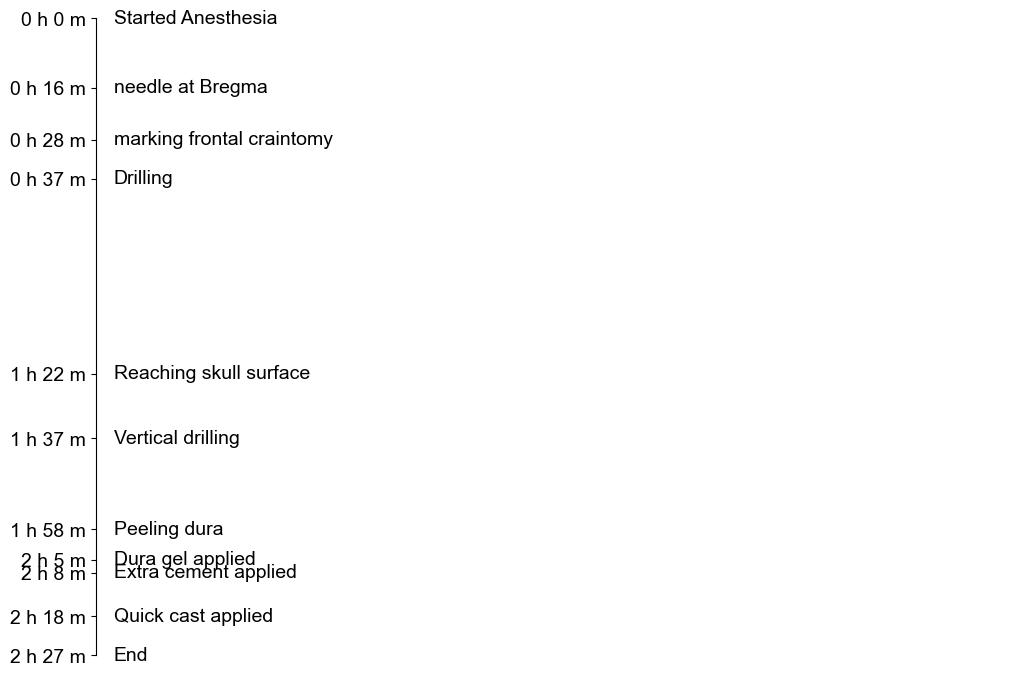 0 h 0 m Started Anesthesia
0 h 16 m needle at Bregma
0 h 28 m marking frontal craintomy
0 h 37 m Drilling
1 h 22 m Reaching skull surface
1 h 37 m Vertical drilling
1 h 58 m Peeling dura
2 h 5 m Dura gel applied
2 h 8 m Extra cement applied
2 h 18 m Quick cast applied
2 h 27 m End